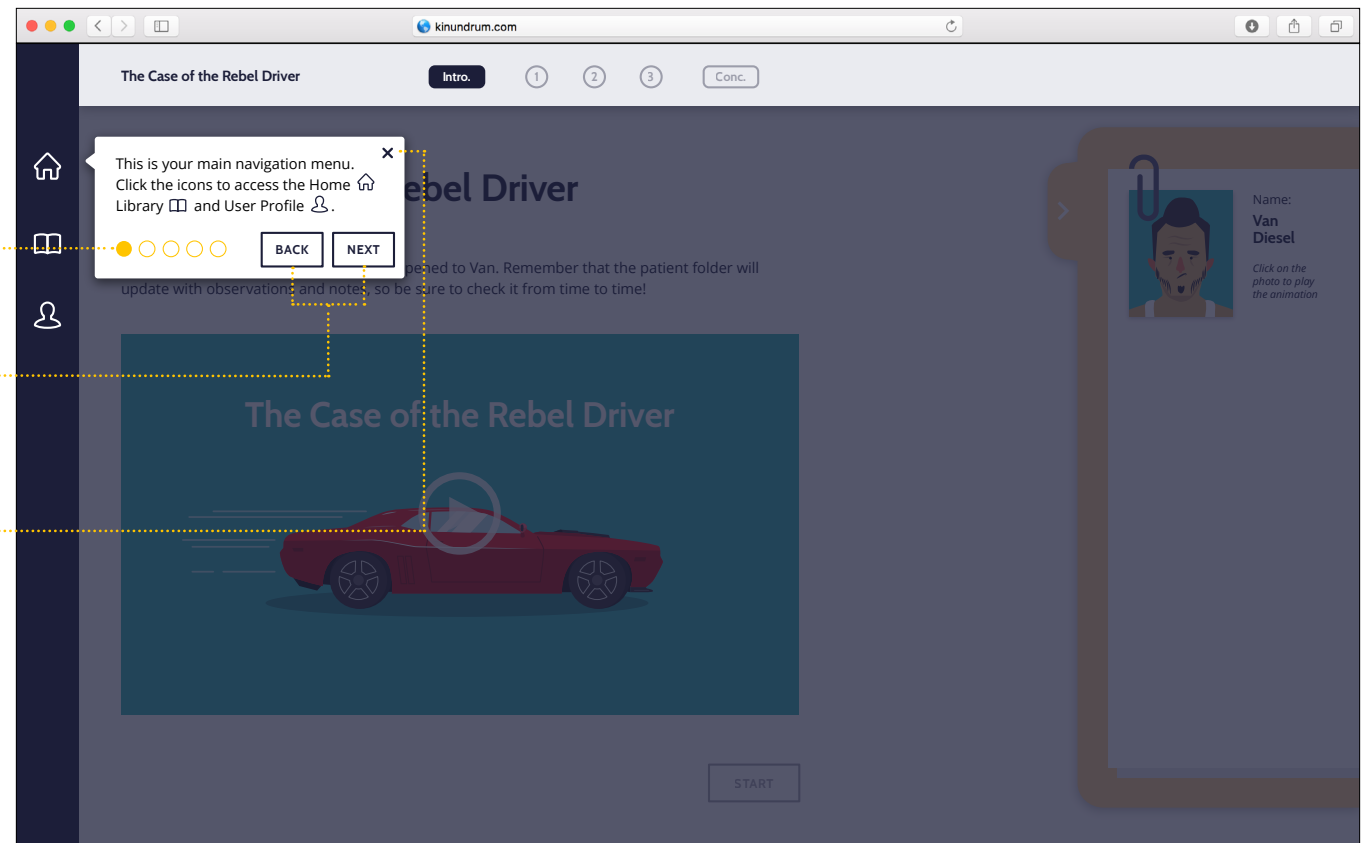 kinundrum.com
The Case of the Rebel Driver
Intro.
1
2
3
Conc.
This is your main navigation menu.
Click the icons to access the Home
Library and User Profile .
BACK
NEXT
Driver
to Van. Remember that the patient folder will
update with observations and notes, so be sure to check it from time to time!
The Case of the Rebel Driver
START
Name:
Van
Diesel
Click on the
photo to play
the animation